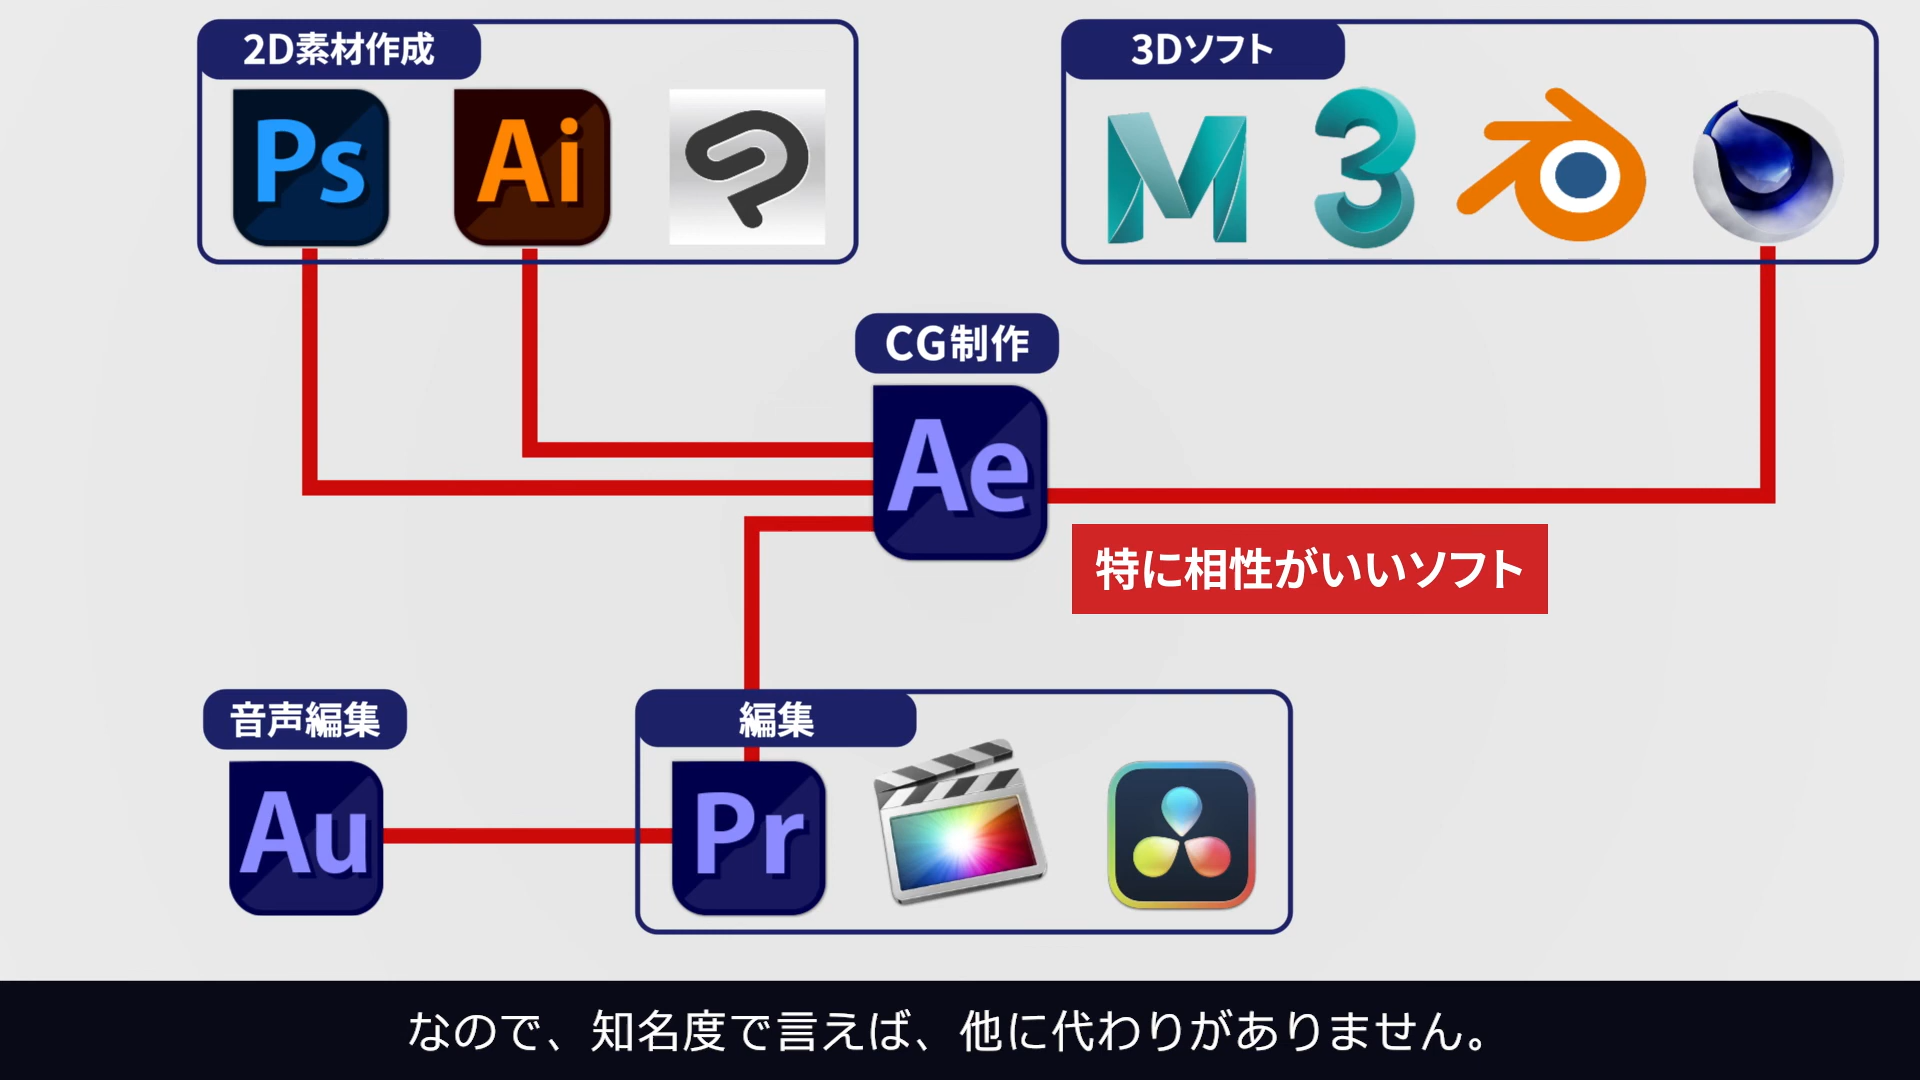 2D素材作成
3Dソフト
Ps
Ai
M
3
CG制作
Ae
特に相性がいいソフト
音声編集
編集
Au
Pr
なので、知名度で言えば、他に代わりがありません。